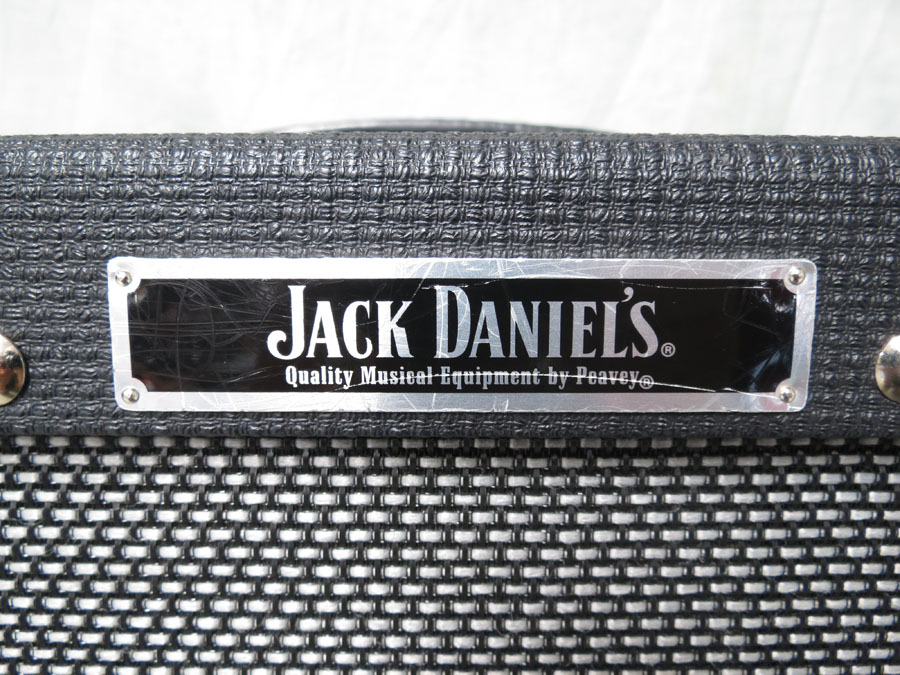 JACK DANIEL'S®
Quality Musical Equipment by Peavey®